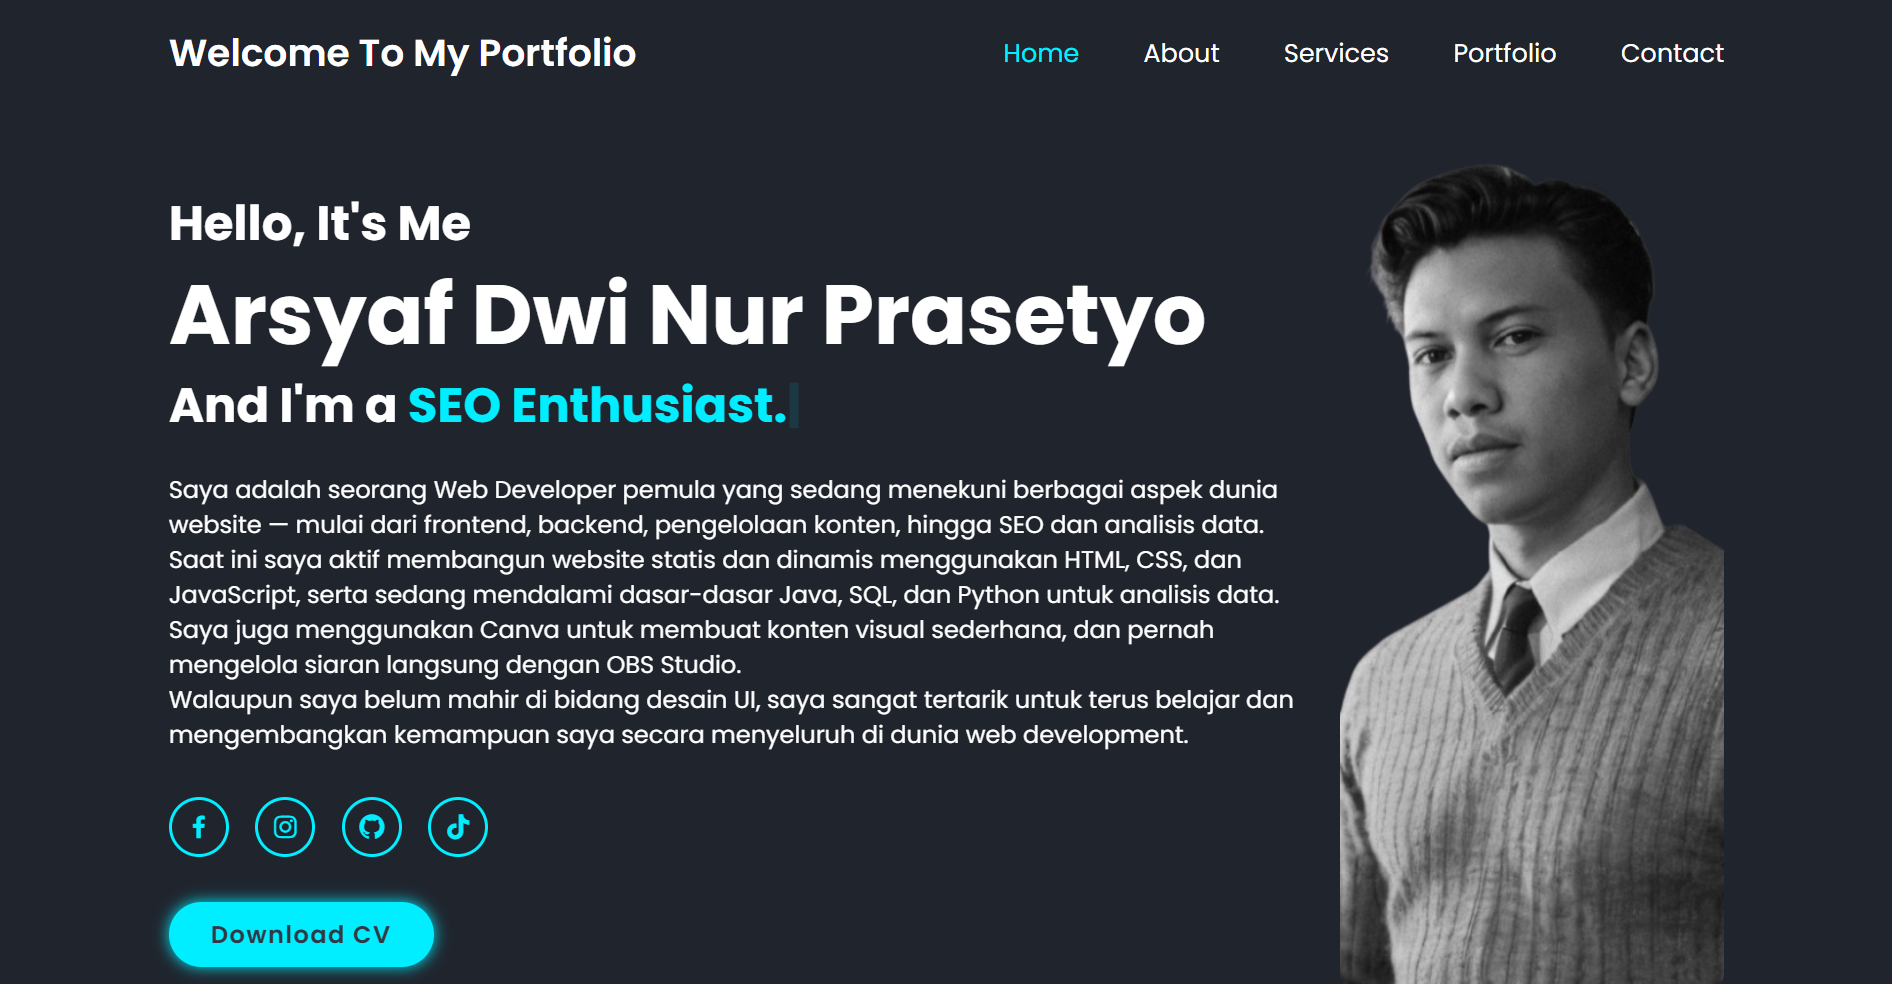 Welcome To My Portfolio
Home About Services Portfolio Contact
Hello, It's Me
Arsyaf Dwi Nur Prasetyo
And I'm a SEO Enthusiast.
Saya adalah seorang Web Developer pemula yang sedang menekuni berbagai aspek dunia
website — mulai dari frontend, backend, pengelolaan konten, hingga SEO dan analisis data.
Saat ini saya aktif membangun website statis dan dinamis menggunakan HTML, CSS, dan
JavaScript, serta sedang mendalami dasar-dasar Java, SQL, dan Python untuk analisis data.
Saya juga menggunakan Canva untuk membuat konten visual sederhana, dan pernah
mengelola siaran langsung dengan OBS Studio.
Walaupun saya belum mahir di bidang desain UI, saya sangat tertarik untuk terus belajar dan
mengembangkan kemampuan saya secara menyeluruh di dunia web development.
Download CV